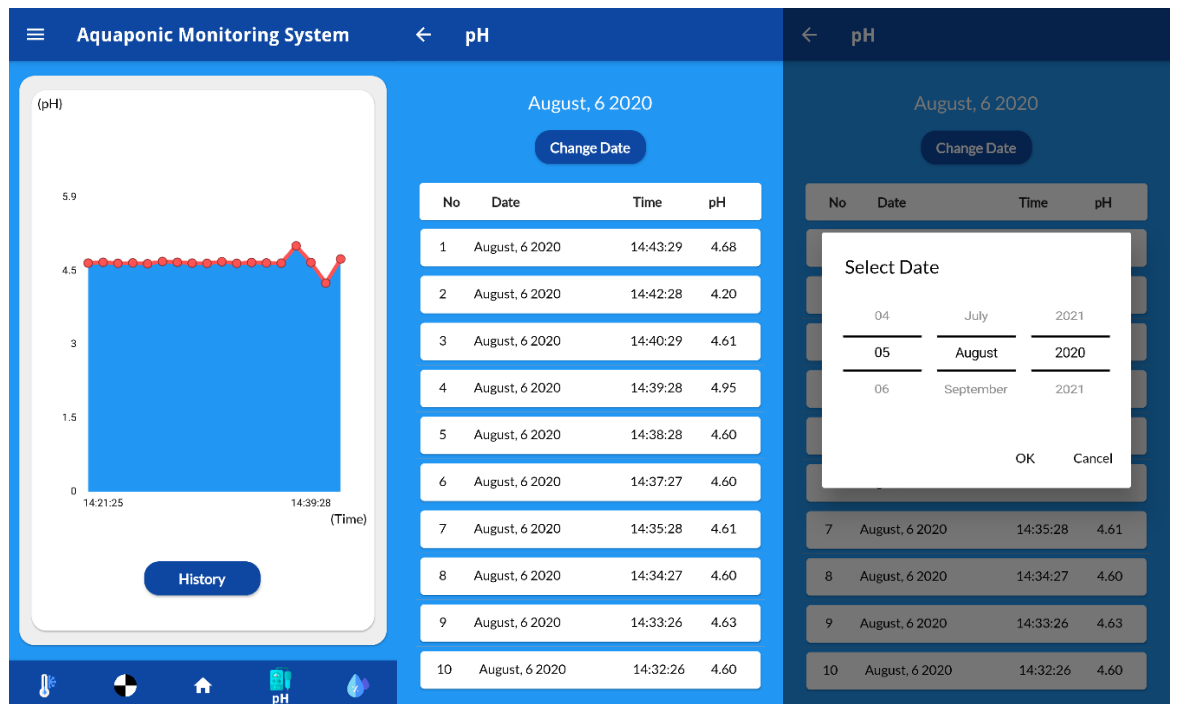 Aquaponic Monitoring System
(pH)
5.9
4.5
3
1.5
0
14:21:25 14:39:28
(Time)
History
pH
pH
August, 6 2020
Change Date
No Date Time pH
1 August, 6 2020 14:43:29 4.68
2 August, 6 2020 14:42:28 4.20
3 August, 6 2020 14:40:29 4.61
4 August, 6 2020 14:39:28 4.95
5 August, 6 2020 14:38:28 4.60
6 August, 6 2020 14:37:27 4.60
7 August, 6 2020 14:35:28 4.61
8 August, 6 2020 14:34:27 4.60
9 August, 6 2020 14:33:26 4.63
10 August, 6 2020 14:32:26 4.60
pH
August, 6 2020
Change Date
No Date Time pH
Select Date
04 July 2021
05 August 2020
06 September 2021
OK Cancel
7 August, 6 2020 14:35:28 4.61
8 August, 6 2020 14:34:27 4.60
9 August, 6 2020 14:33:26 4.63
10 August, 6 2020 14:32:26 4.60